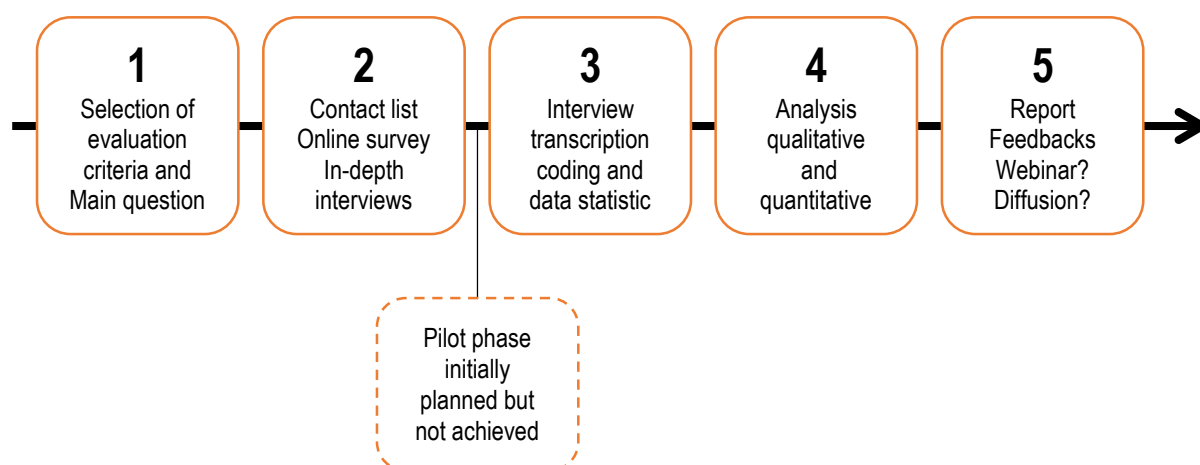 1
Selection of
evaluation
criteria and
Main question
2
Contact list
Online survey
In-depth
interviews
3
Interview
transcription
coding and
data statistic
4
Analysis
qualitative
and
quantitative
5
Report
Feedbacks
Webinar?
Diffusion?
Pilot phase
initially
planned but
not achieved